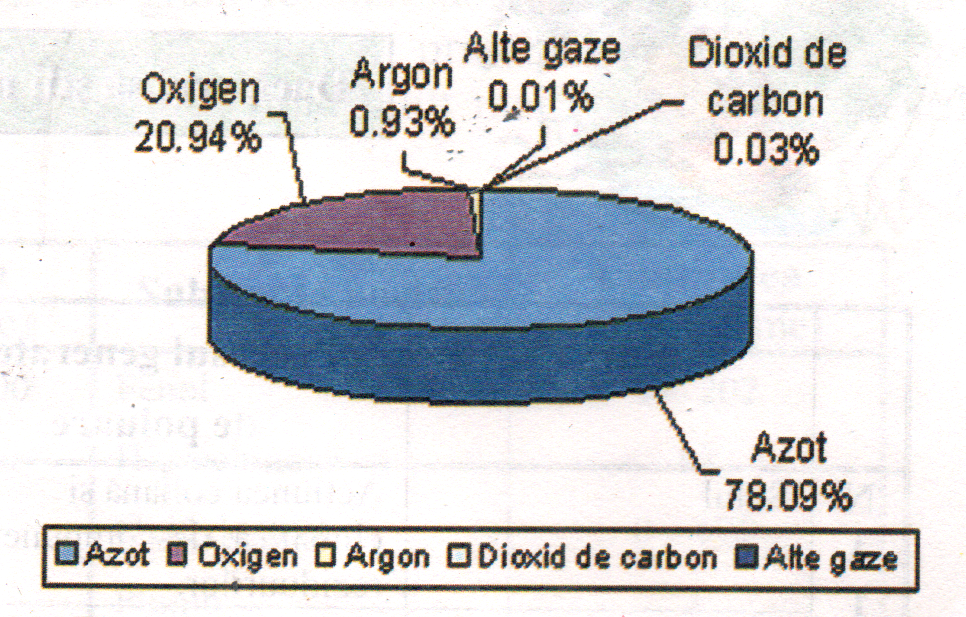 Oxigen
20.94%
Argon
0.93%
Alte gaze
0.01%
Dioxid de
carbon
0.03%
Azot
78.09%
Azot Oxigen Argon Dioxid de carbon Alte gaze